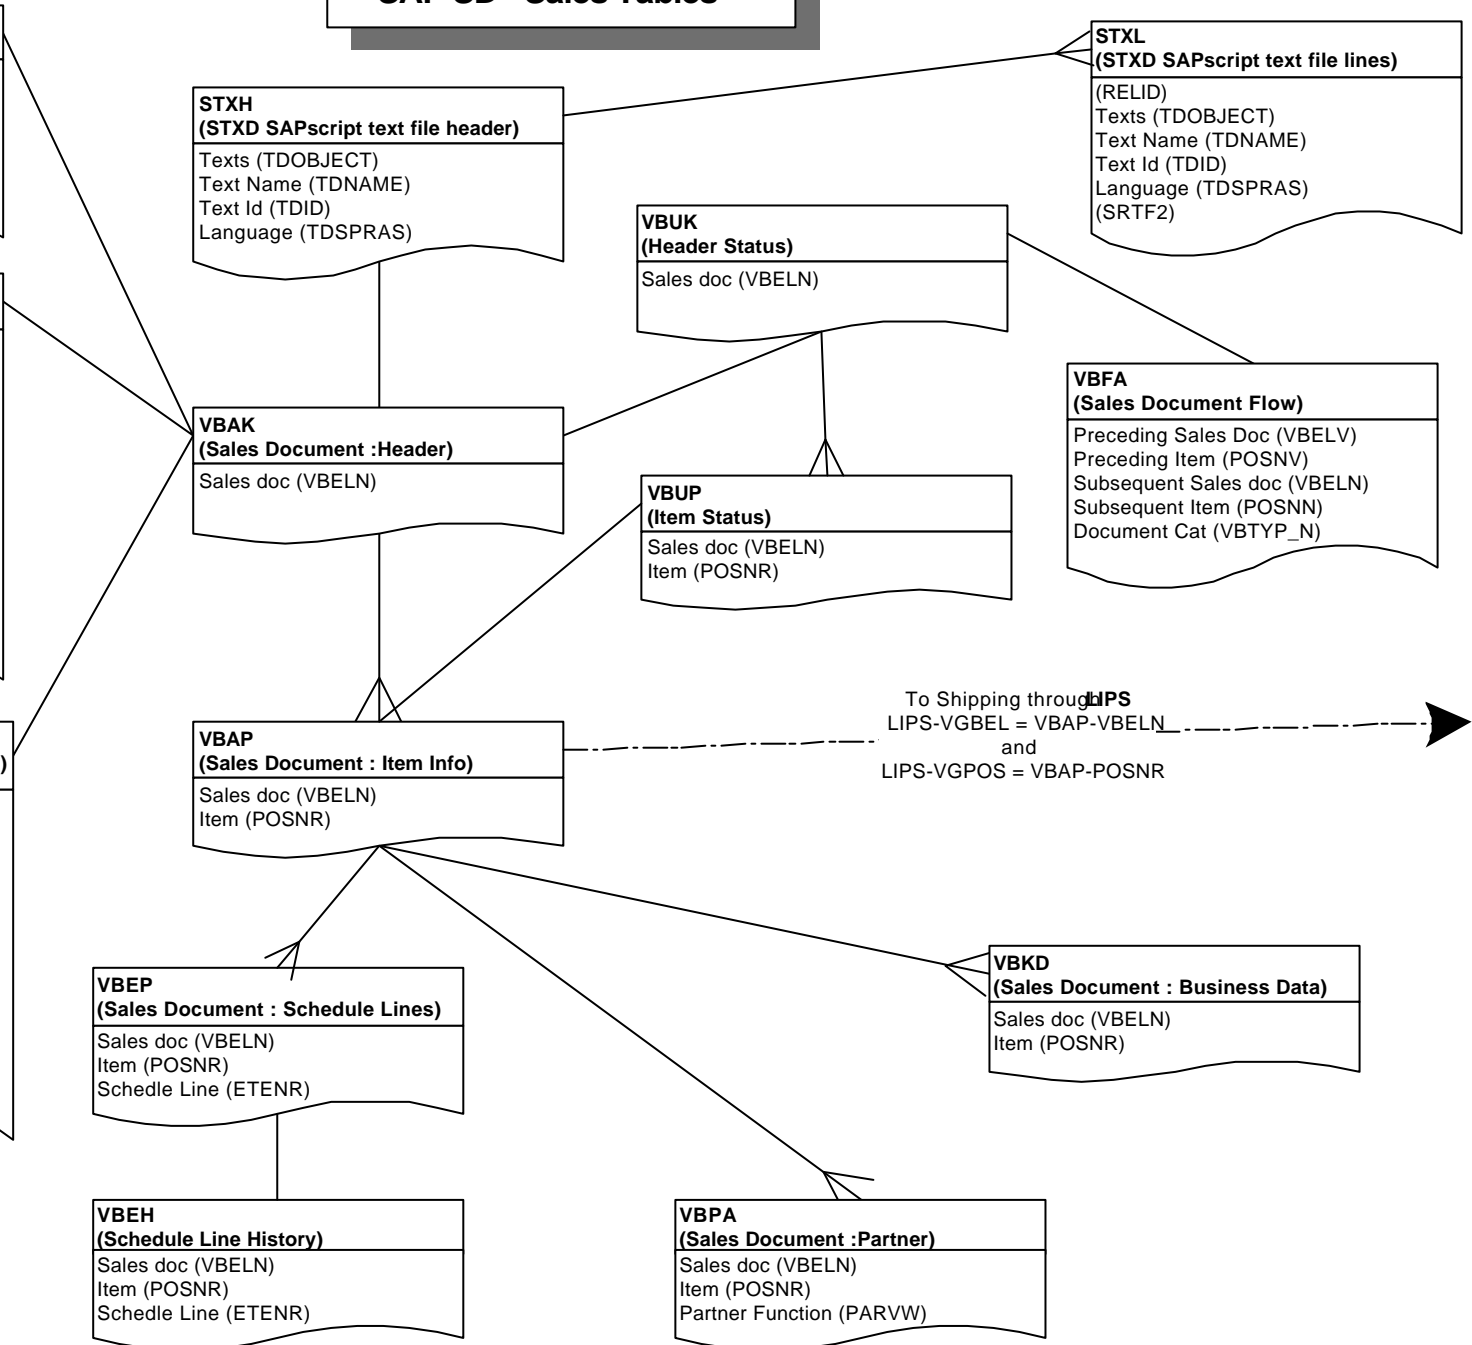 SAP SD - Sales Tables
STXL
(STXD SAPscript text file lines)
(RELID)
Texts (TDOBJECT)
Text Name (TDNAME)
Text Id (TDID)
Language (TDSPRAS)
(SRTF2)
STXH
(STXD SAPscript text file header)
Texts (TDOBJECT)
Text Name (TDNAME)
Text Id (TDID)
Language (TDSPRAS)
VBUK
(Header Status)
Sales doc (VBELN)
VBFA
(Sales Document Flow)
Preceding Sales Doc (VBELV)
Preceding Item (POSNV)
Subsequent Sales doc (VBELN)
Subsequent Item (POSNN)
Document Cat (VBTYP_N)
VBAK
(Sales Document :Header)
Sales doc (VBELN)
VBUP
(Item Status)
Sales doc (VBELN)
Item (POSNR)
To Shipping through LIPS
LIPS-VGBEL = VBAP-VBELN
and
LIPS-VGPOS = VBAP-POSNR
)
VBAP
(Sales Document : Item Info)
Sales doc (VBELN)
Item (POSNR)
VBKD
(Sales Document : Business Data)
Sales doc (VBELN)
Item (POSNR)
VBEP
(Sales Document : Schedule Lines)
Sales doc (VBELN)
Item (POSNR)
Schedle Line (ETENR)
VBEH
(Schedule Line History)
Sales doc (VBELN)
Item (POSNR)
Schedle Line (ETENR)
VBPA
(Sales Document :Partner)
Sales doc (VBELN)
Item (POSNR)
Partner Function (PARVW)